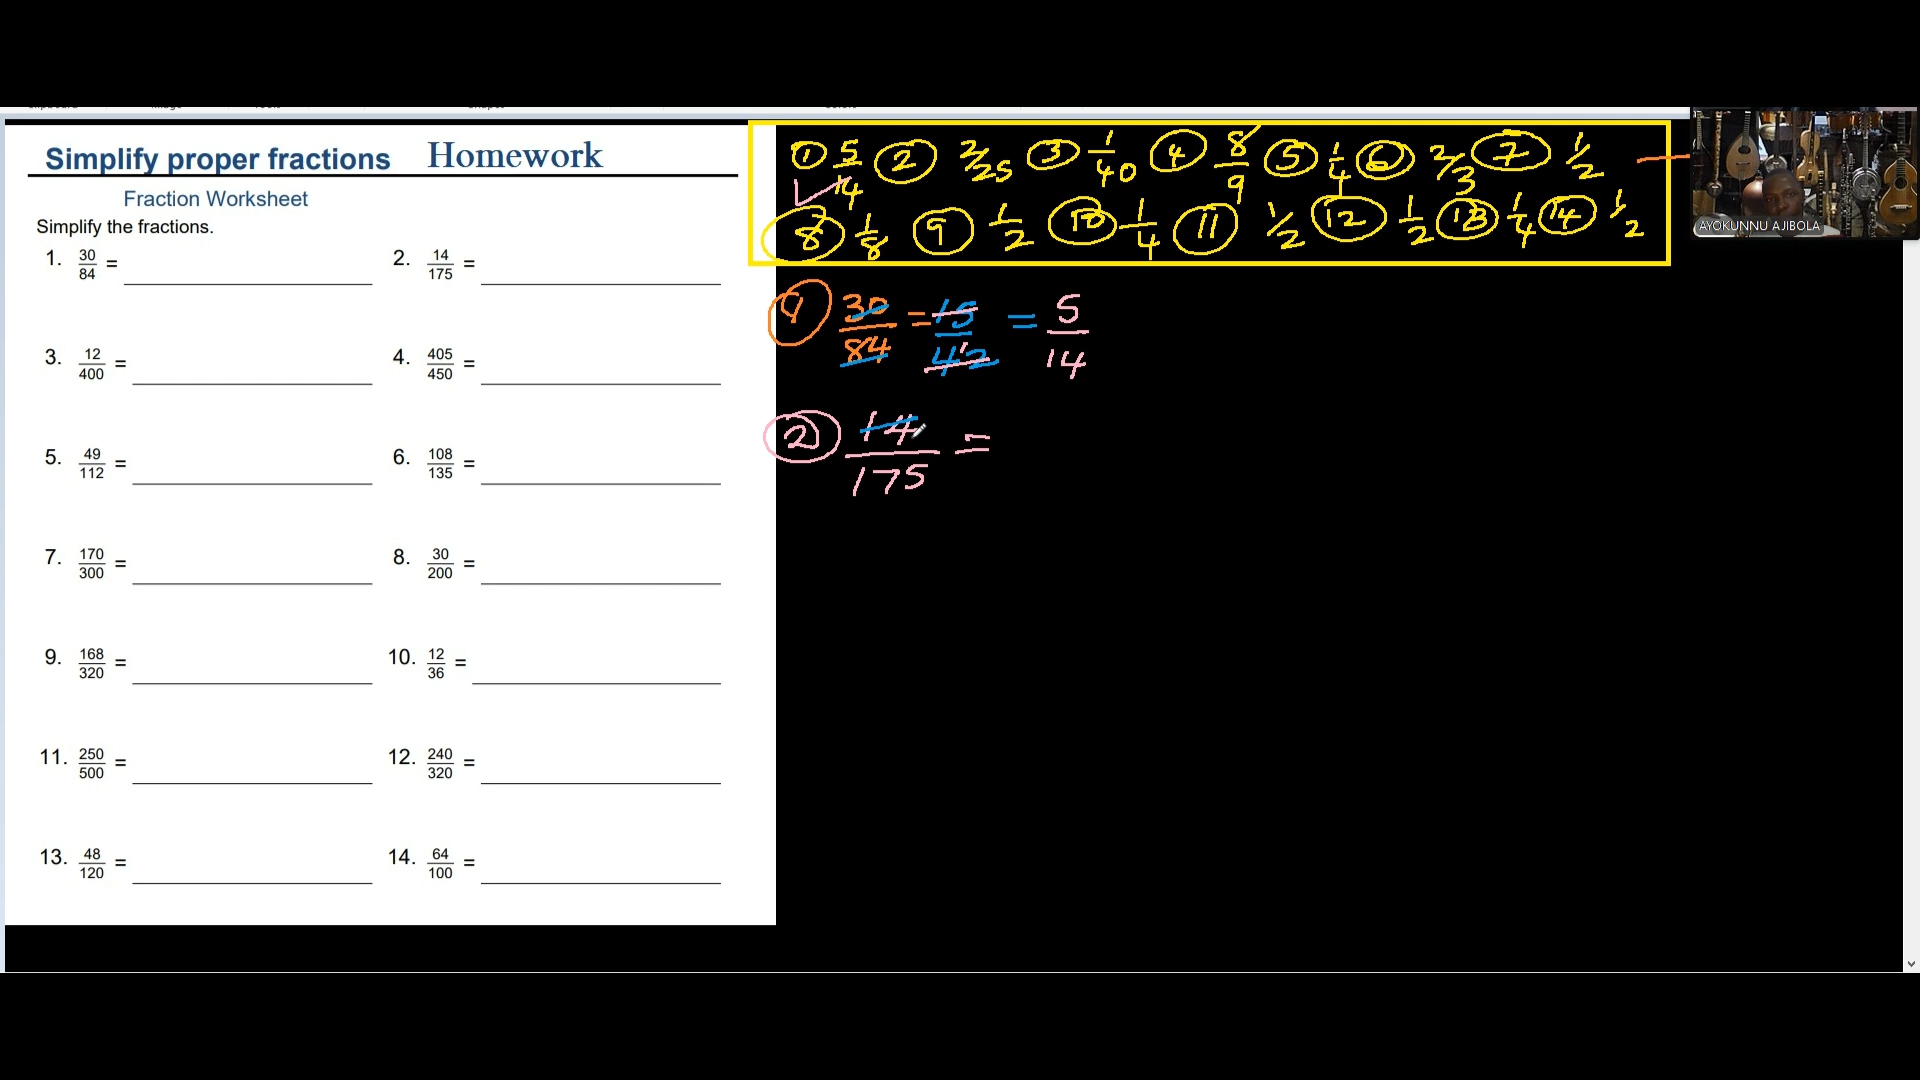 Simplify proper fractions Homework
Fraction Worksheet
Simplify the fractions.
1. 30/84 =
2. 14/175 =
3. 12/400 =
4. 405/450 =
5. 49/112 =
6. 108/135 =
7. 170/300 =
8. 30/200 =
9. 168/320 =
10. 12/36 =
11. 250/500 =
12. 240/320 =
13. 48/120 =
14. 64/100 =
1 5/14 2 2/25 3 1/40 4 8/9 5 1/4 6 2/3 7 1/2
8 1/8 9 1/2 10 1/4 11 1/2 12 1/2 13 1/4 14 1/2
1 30/84 = 15/42 = 5/14
2 14/175 =
AYOKUNNU AJIBOLA